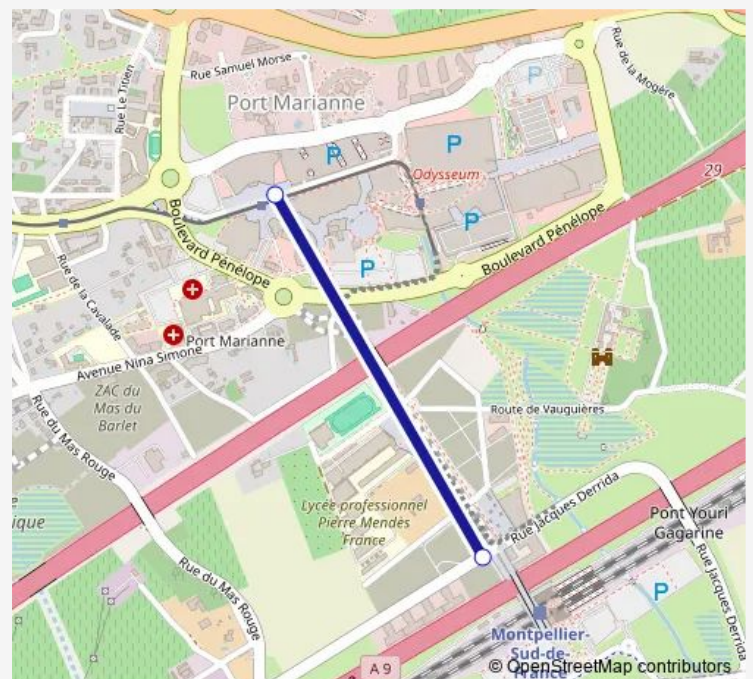 Rue Samuel Morse
Rue Le Titien
Port Marianne
Rue de la Mogère
P
P
P
Odysseum
29
P
P
Boulevard Pénélope
Boulevard Pénélope
Rue de la Cavalade
Port Marianne
Avenue Nina Simone
ZAC du
Mas du
Barlet
Route de Vauguières
Rue du Mas Rouge
Lycée professionnel
Pierre Mendès
France
Rue Jacques Derrida
Pont Youri
Gagarine
ique
Rue du Mas Rouge
Rue Jacques Derrida
P
Montpellier-
Sud-de-
France
A 9
© OpenStreetMap contributors